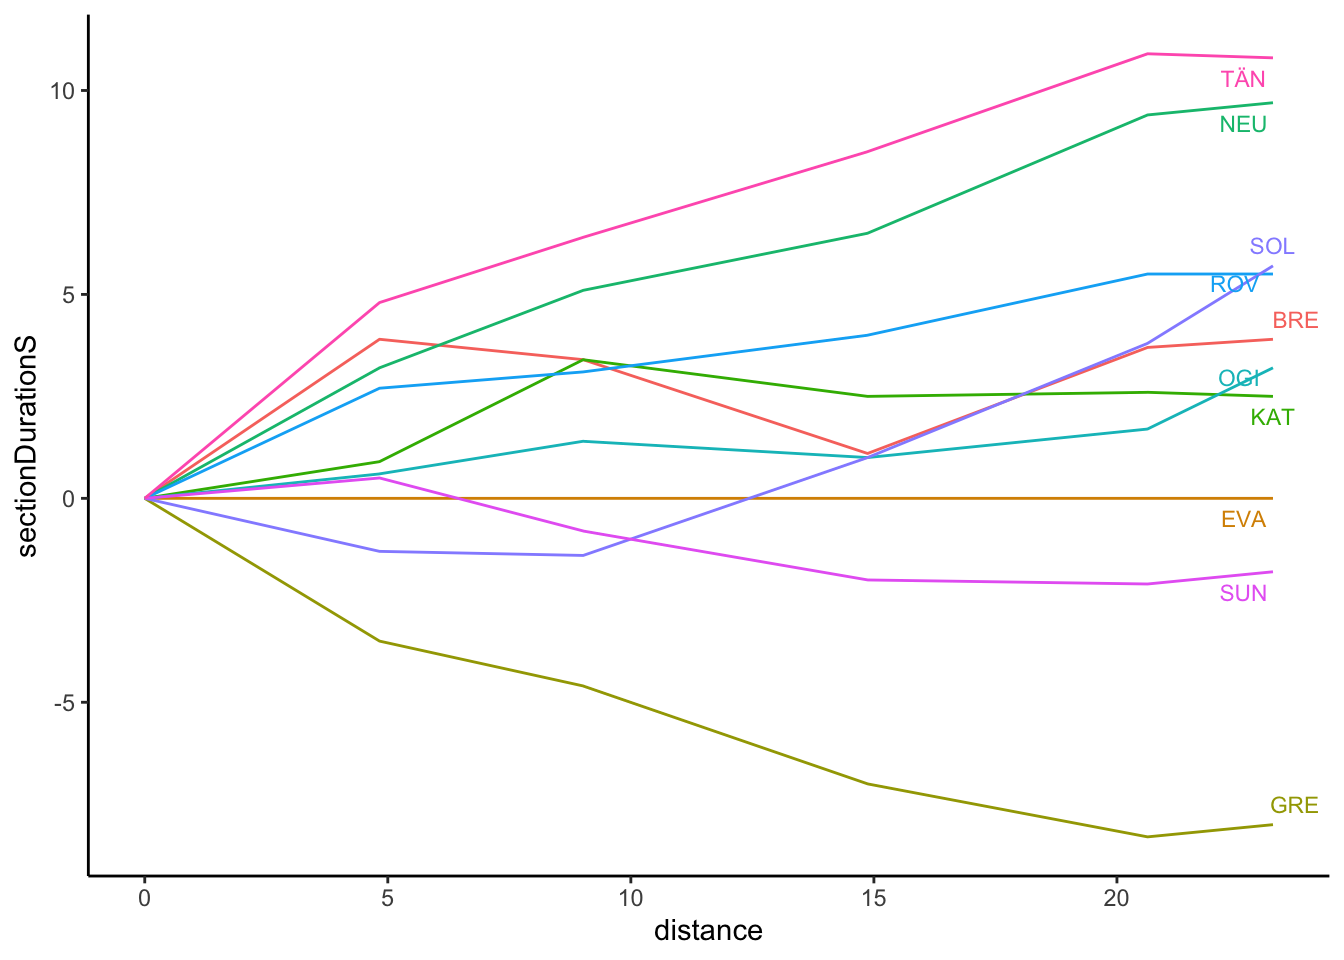 10
5
0
-5
sectionDurationS
TÄN
NEU
SOL
ROV
BRE
OGI
KAT
EVA
SUN
GRE
0 5 10 15 20
distance